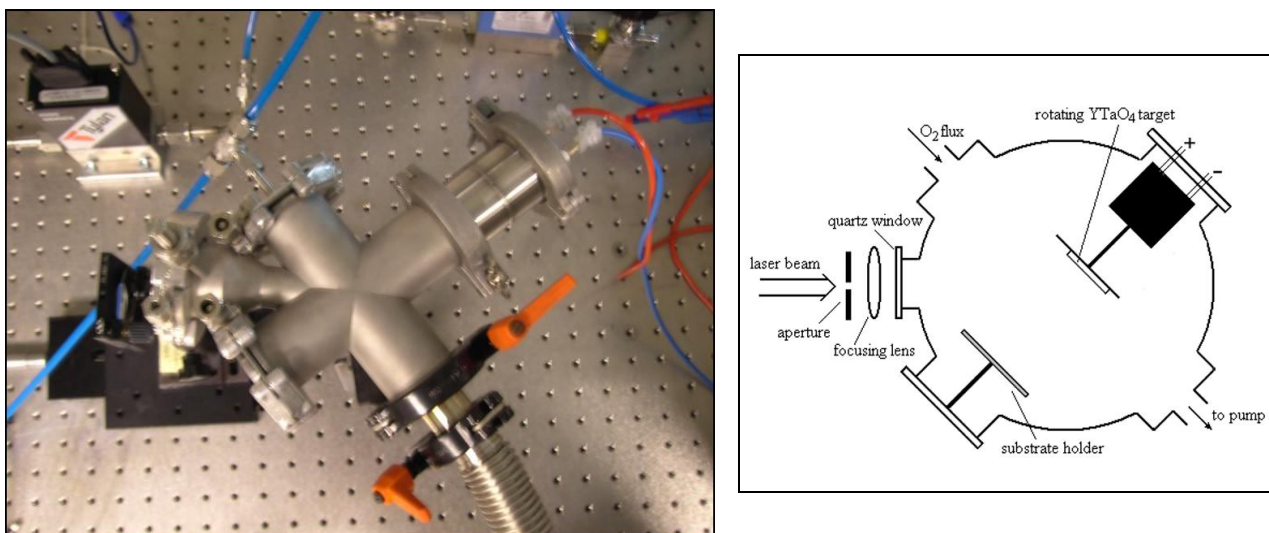 Tylan
O₂ flux
rotating YTaO₄ target
+
-
quartz window
laser beam
aperture
focusing lens
substrate holder
to pump